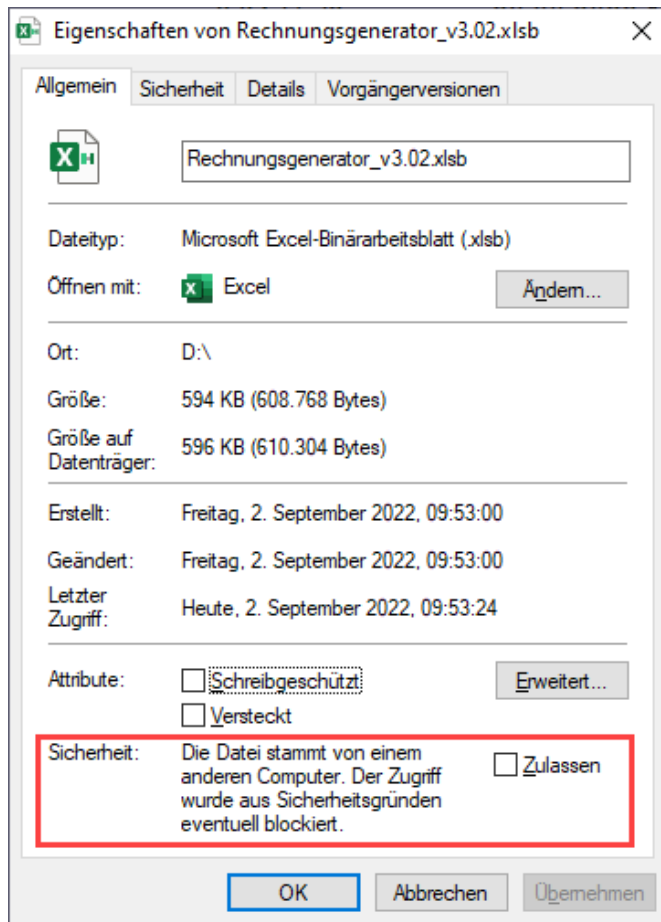 Eigenschaften von Rechnungsgenerator_v3.02.xlsb
Allgemein Sicherheit Details Vorgängerversionen
Rechnungsgenerator_v3.02.xlsb
Dateityp: Microsoft Excel-Binärarbeitsblatt (.xlsb)
Öffnen mit: Excel Ändern...
Ort: D:\
Größe: 594 KB (608.768 Bytes)
Größe auf
Datenträger: 596 KB (610.304 Bytes)
Erstellt: Freitag, 2. September 2022, 09:53:00
Geändert: Freitag, 2. September 2022, 09:53:00
Letzter
Zugriff: Heute, 2. September 2022, 09:53:24
Attribute: Schreibgeschützt Erweitert...
Versteckt
Sicherheit: Die Datei stammt von einem
anderen Computer. Der Zugriff
wurde aus Sicherheitsgründen
eventuell blockiert.
Zulassen
OK Abbrechen Übernehmen